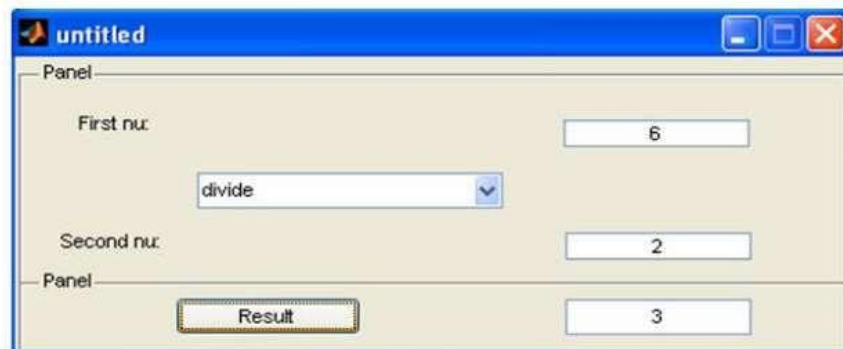 untitled
Panel
First nu:
6
divide
Second nu:
2
Panel
Result
3